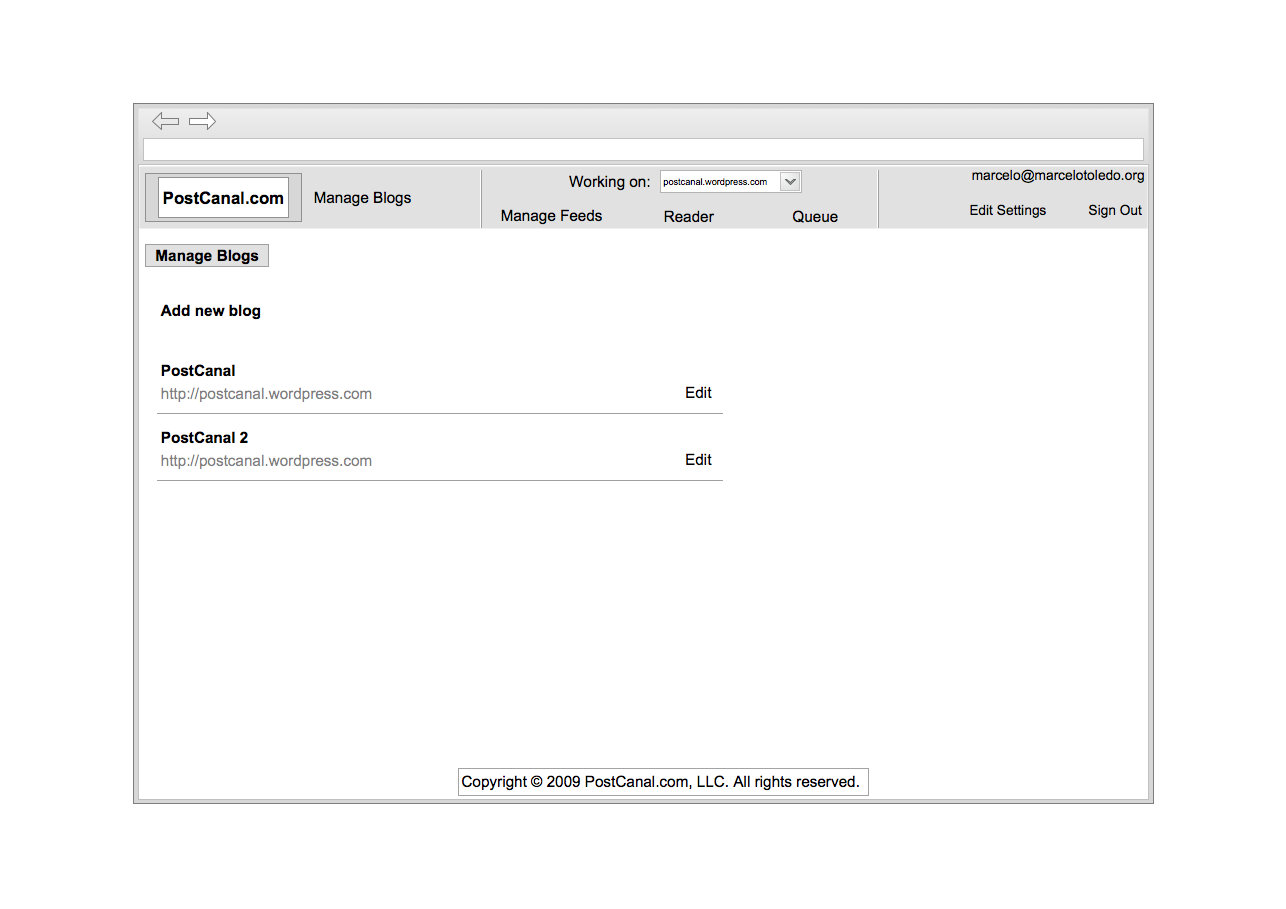 PostCanal.com
Manage Blogs
Working on: postcanal.wordpress.com
Manage Feeds Reader Queue
marcelo@marcelotoledo.org
Edit Settings Sign Out
Manage Blogs
Add new blog
PostCanal
http://postcanal.wordpress.com Edit
PostCanal 2
http://postcanal.wordpress.com Edit
Copyright © 2009 PostCanal.com, LLC. All rights reserved.